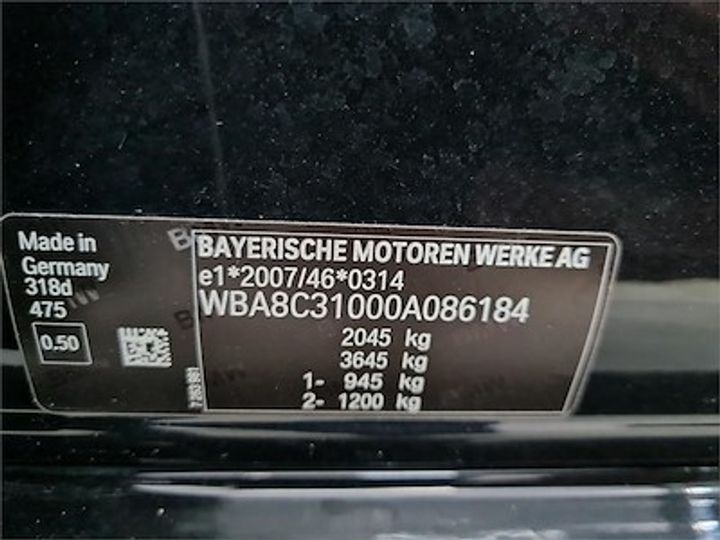 Made in
Germany
318d
475
0.50
BAYERISCHE MOTOREN WERKE AG
e1*2007/46*0314
WBA8C31000A086184
2045 kg
3645 kg
1- 945 kg
2- 1200 kg